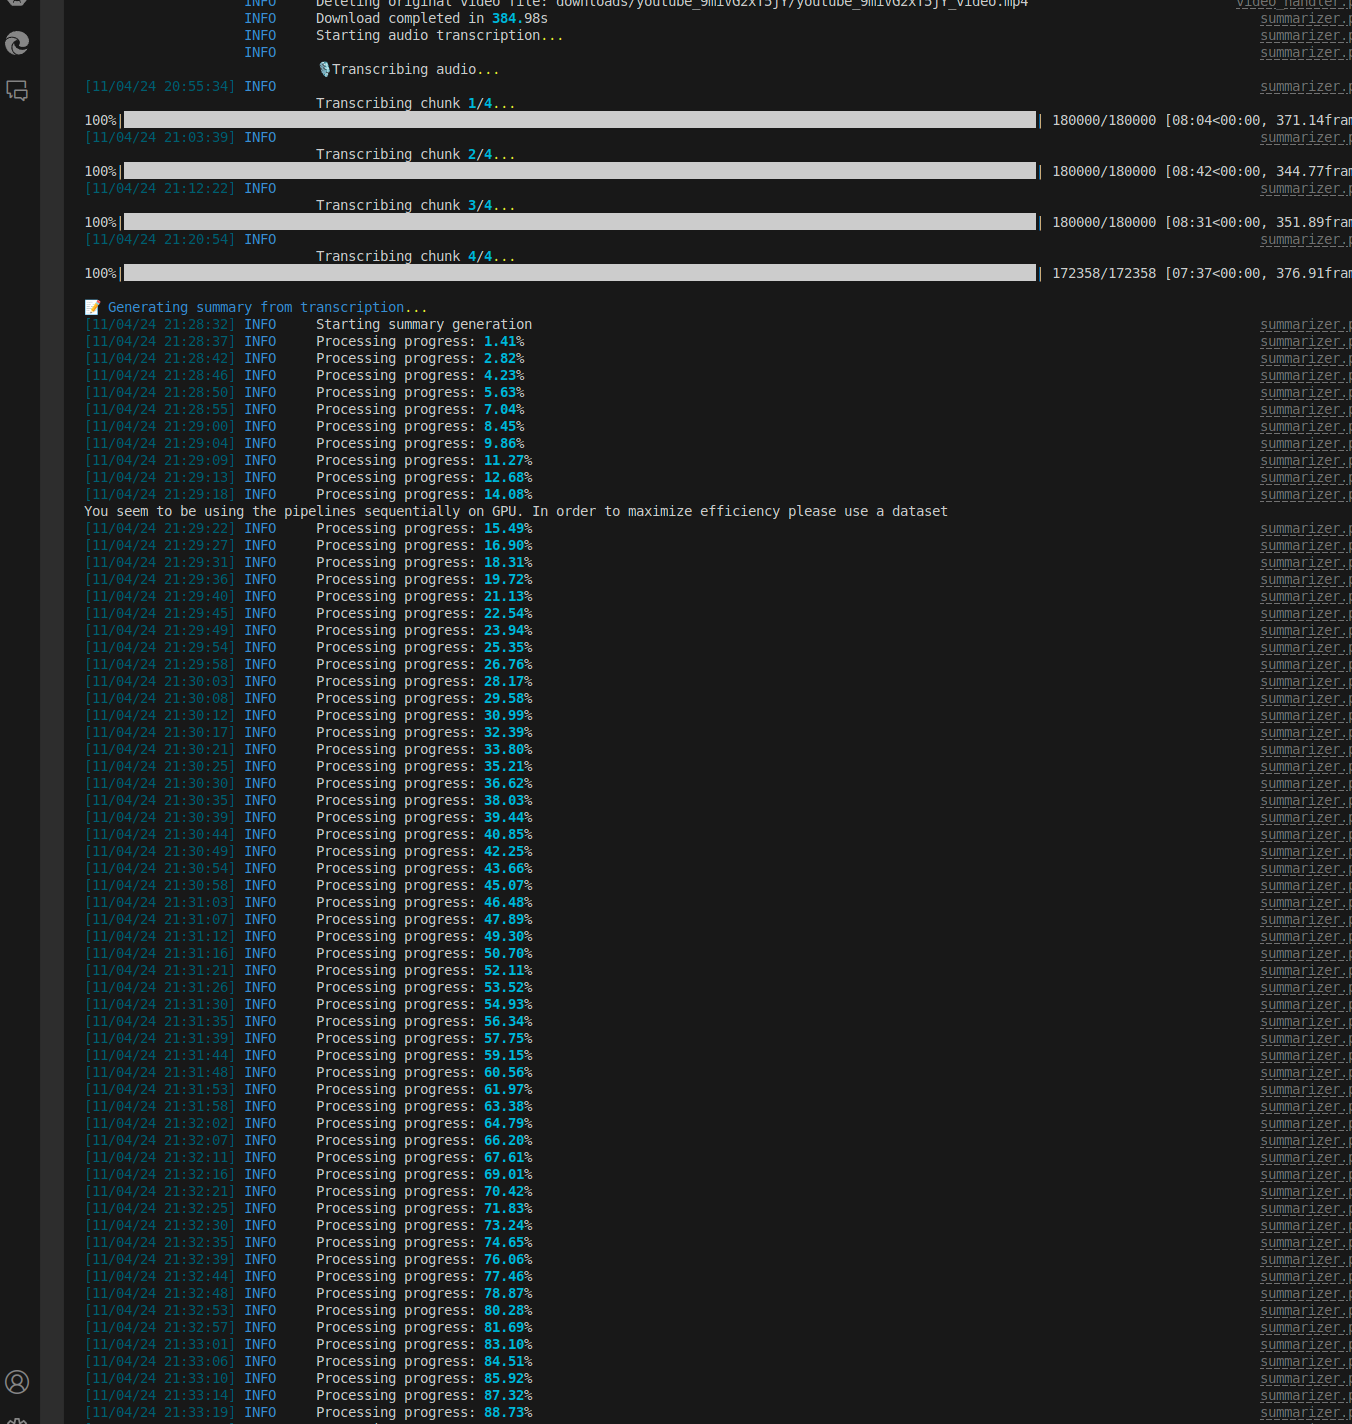 INFO Deleting original video file: downloads/youtube_9mivG2xf5jY/youtube_9mivG2xf5jY_video.mp4 video_handler.p
INFO Download completed in 384.98s summarizer.p
INFO Starting audio transcription... summarizer.p
INFO summarizer.p
🎙️Transcribing audio...
[11/04/24 20:55:34] INFO summarizer.p
Transcribing chunk 1/4...
100%| | 180000/180000 [08:04<00:00, 371.14fram
[11/04/24 21:03:39] INFO summarizer.p
Transcribing chunk 2/4...
100%| | 180000/180000 [08:42<00:00, 344.77fram
[11/04/24 21:12:22] INFO summarizer.p
Transcribing chunk 3/4...
100%| | 180000/180000 [08:31<00:00, 351.89fram
[11/04/24 21:20:54] INFO summarizer.p
Transcribing chunk 4/4...
100%| | 172358/172358 [07:37<00:00, 376.91fram
📝 Generating summary from transcription...
[11/04/24 21:28:32] INFO Starting summary generation summarizer.p
[11/04/24 21:28:37] INFO Processing progress: 1.41% summarizer.p
[11/04/24 21:28:42] INFO Processing progress: 2.82% summarizer.p
[11/04/24 21:28:46] INFO Processing progress: 4.23% summarizer.p
[11/04/24 21:28:50] INFO Processing progress: 5.63% summarizer.p
[11/04/24 21:28:55] INFO Processing progress: 7.04% summarizer.p
[11/04/24 21:29:00] INFO Processing progress: 8.45% summarizer.p
[11/04/24 21:29:04] INFO Processing progress: 9.86% summarizer.p
[11/04/24 21:29:09] INFO Processing progress: 11.27% summarizer.p
[11/04/24 21:29:13] INFO Processing progress: 12.68% summarizer.p
[11/04/24 21:29:18] INFO Processing progress: 14.08% summarizer.p
You seem to be using the pipelines sequentially on GPU. In order to maximize efficiency please use a dataset
[11/04/24 21:29:22] INFO Processing progress: 15.49% summarizer.p
[11/04/24 21:29:27] INFO Processing progress: 16.90% summarizer.p
[11/04/24 21:29:31] INFO Processing progress: 18.31% summarizer.p
[11/04/24 21:29:36] INFO Processing progress: 19.72% summarizer.p
[11/04/24 21:29:40] INFO Processing progress: 21.13% summarizer.p
[11/04/24 21:29:45] INFO Processing progress: 22.54% summarizer.p
[11/04/24 21:29:49] INFO Processing progress: 23.94% summarizer.p
[11/04/24 21:29:54] INFO Processing progress: 25.35% summarizer.p
[11/04/24 21:29:58] INFO Processing progress: 26.76% summarizer.p
[11/04/24 21:30:03] INFO Processing progress: 28.17% summarizer.p
[11/04/24 21:30:08] INFO Processing progress: 29.58% summarizer.p
[11/04/24 21:30:12] INFO Processing progress: 30.99% summarizer.p
[11/04/24 21:30:17] INFO Processing progress: 32.39% summarizer.p
[11/04/24 21:30:21] INFO Processing progress: 33.80% summarizer.p
[11/04/24 21:30:25] INFO Processing progress: 35.21% summarizer.p
[11/04/24 21:30:30] INFO Processing progress: 36.62% summarizer.p
[11/04/24 21:30:35] INFO Processing progress: 38.03% summarizer.p
[11/04/24 21:30:39] INFO Processing progress: 39.44% summarizer.p
[11/04/24 21:30:44] INFO Processing progress: 40.85% summarizer.p
[11/04/24 21:30:49] INFO Processing progress: 42.25% summarizer.p
[11/04/24 21:30:54] INFO Processing progress: 43.66% summarizer.p
[11/04/24 21:30:58] INFO Processing progress: 45.07% summarizer.p
[11/04/24 21:31:03] INFO Processing progress: 46.48% summarizer.p
[11/04/24 21:31:07] INFO Processing progress: 47.89% summarizer.p
[11/04/24 21:31:12] INFO Processing progress: 49.30% summarizer.p
[11/04/24 21:31:16] INFO Processing progress: 50.70% summarizer.p
[11/04/24 21:31:21] INFO Processing progress: 52.11% summarizer.p
[11/04/24 21:31:26] INFO Processing progress: 53.52% summarizer.p
[11/04/24 21:31:30] INFO Processing progress: 54.93% summarizer.p
[11/04/24 21:31:35] INFO Processing progress: 56.34% summarizer.p
[11/04/24 21:31:39] INFO Processing progress: 57.75% summarizer.p
[11/04/24 21:31:44] INFO Processing progress: 59.15% summarizer.p
[11/04/24 21:31:48] INFO Processing progress: 60.56% summarizer.p
[11/04/24 21:31:53] INFO Processing progress: 61.97% summarizer.p
[11/04/24 21:31:58] INFO Processing progress: 63.38% summarizer.p
[11/04/24 21:32:02] INFO Processing progress: 64.79% summarizer.p
[11/04/24 21:32:07] INFO Processing progress: 66.20% summarizer.p
[11/04/24 21:32:11] INFO Processing progress: 67.61% summarizer.p
[11/04/24 21:32:16] INFO Processing progress: 69.01% summarizer.p
[11/04/24 21:32:21] INFO Processing progress: 70.42% summarizer.p
[11/04/24 21:32:25] INFO Processing progress: 71.83% summarizer.p
[11/04/24 21:32:30] INFO Processing progress: 73.24% summarizer.p
[11/04/24 21:32:35] INFO Processing progress: 74.65% summarizer.p
[11/04/24 21:32:39] INFO Processing progress: 76.06% summarizer.p
[11/04/24 21:32:44] INFO Processing progress: 77.46% summarizer.p
[11/04/24 21:32:48] INFO Processing progress: 78.87% summarizer.p
[11/04/24 21:32:53] INFO Processing progress: 80.28% summarizer.p
[11/04/24 21:32:57] INFO Processing progress: 81.69% summarizer.p
[11/04/24 21:33:01] INFO Processing progress: 83.10% summarizer.p
[11/04/24 21:33:06] INFO Processing progress: 84.51% summarizer.p
[11/04/24 21:33:10] INFO Processing progress: 85.92% summarizer.p
[11/04/24 21:33:14] INFO Processing progress: 87.32% summarizer.p
[11/04/24 21:33:19] INFO Processing progress: 88.73% summarizer.p